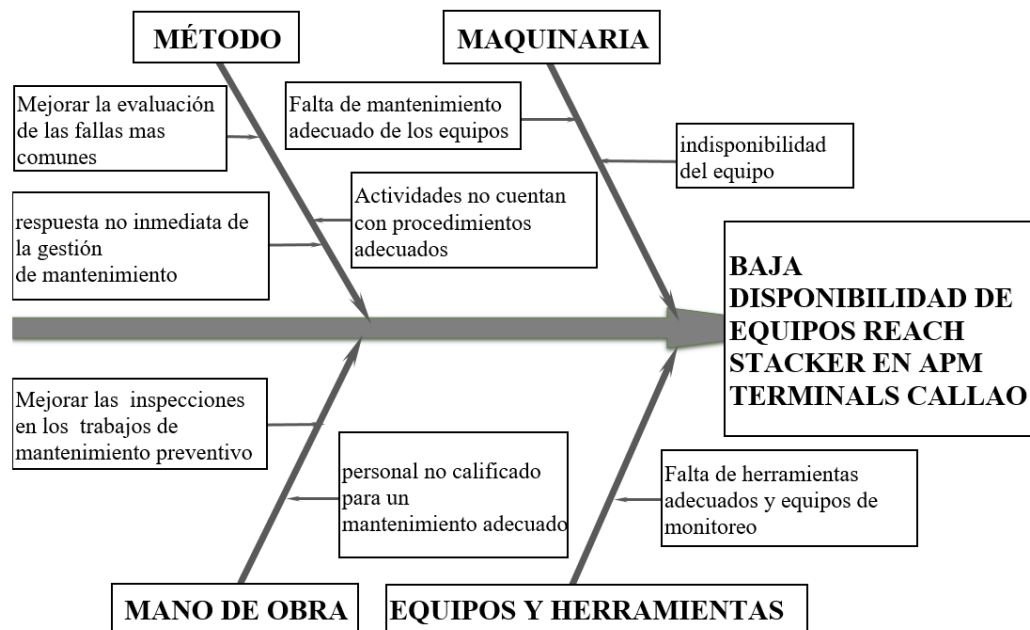 MÉTODO
MAQUINARIA
Mejorar la evaluación
de las fallas mas
comunes
Falta de mantenimiento
adecuado de los equipos
indisponibilidad
del equipo
respuesta no inmediata de
la gestión
de mantenimiento
Actividades no cuentan
con procedimientos
adecuados
BAJA
DISPONIBILIDAD DE
EQUIPOS REACH
STACKER EN APM
TERMINALS CALLAO
Mejorar las inspecciones
en los trabajos de
mantenimiento preventivo
personal no calificado
para un
mantenimiento adecuado
Falta de herramientas
adecuados y equipos de
monitoreo
MANO DE OBRA
EQUIPOS Y HERRAMIENTAS